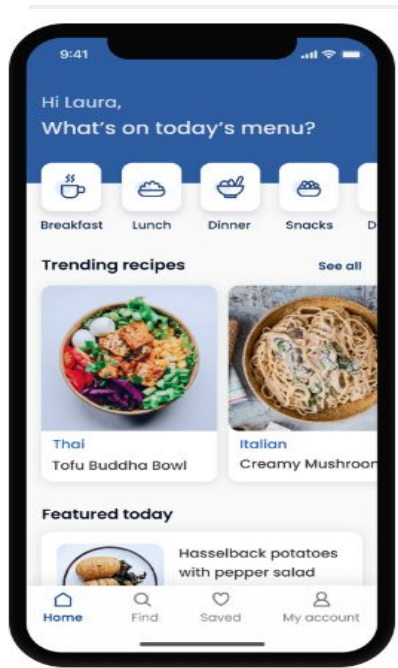 9:41
Hi Laura,
What's on today's menu?
Breakfast Lunch Dinner Snacks D
Trending recipes See all
Thai
Tofu Buddha Bowl
Italian
Creamy Mushroon
Featured today
Hasselback potatoes
with pepper salad
Home Find Saved My account